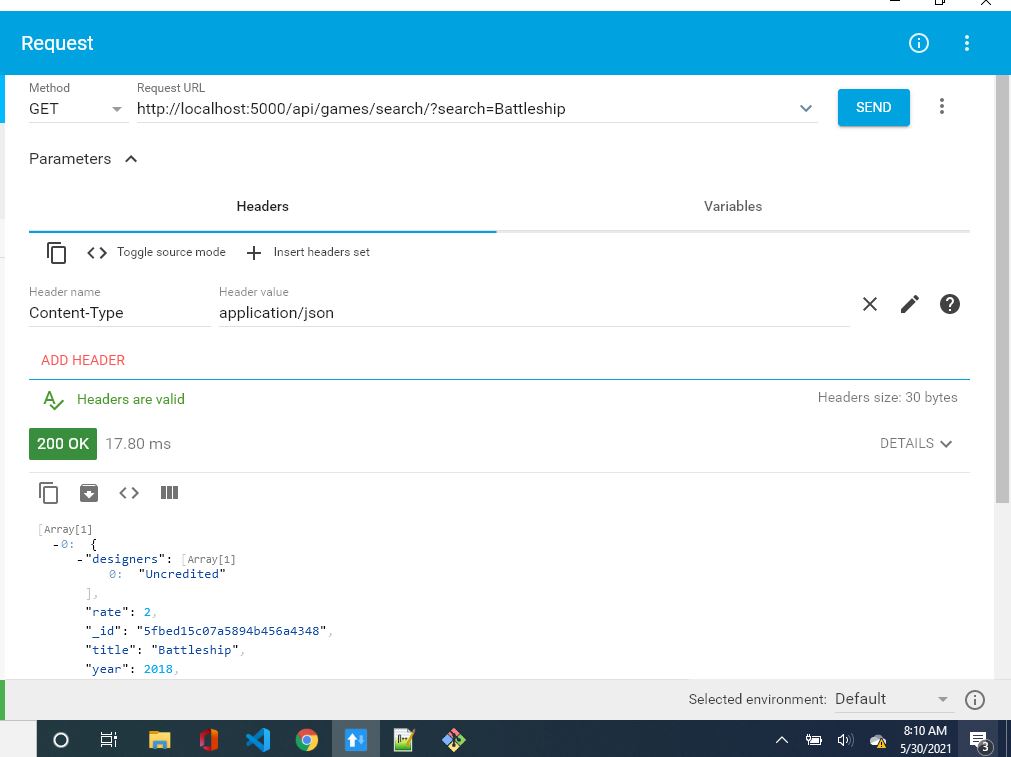 Request
Method
Request URL
GET
http://localhost:5000/api/games/search/?search=Battleship
SEND
Parameters
Headers
Variables
Toggle source mode
Insert headers set
Header name
Header value
Content-Type
application/json
ADD HEADER
Headers are valid
Headers size: 30 bytes
200 OK
17.80 ms
DETAILS
[Array[1]
-0: {
-"designers": [Array[1]
0: "Uncredited"
],
"rate": 2,
"_id": "5fbed15c07a5894b456a4348",
"title": "Battleship",
"year": 2018,
Selected environment:
Default
8:10 AM
5/30/2021
3